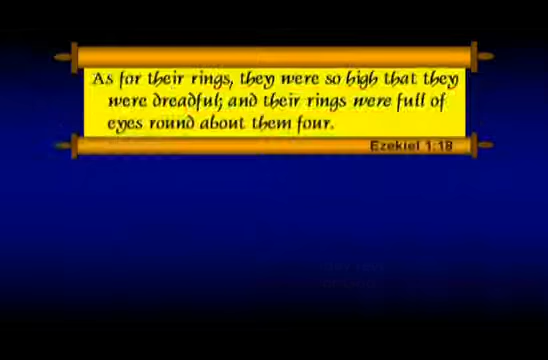 As for their rings, they were so high that they
were dreadful; and their rings were full of
eyes round about them four.
Ezekiel 1:18